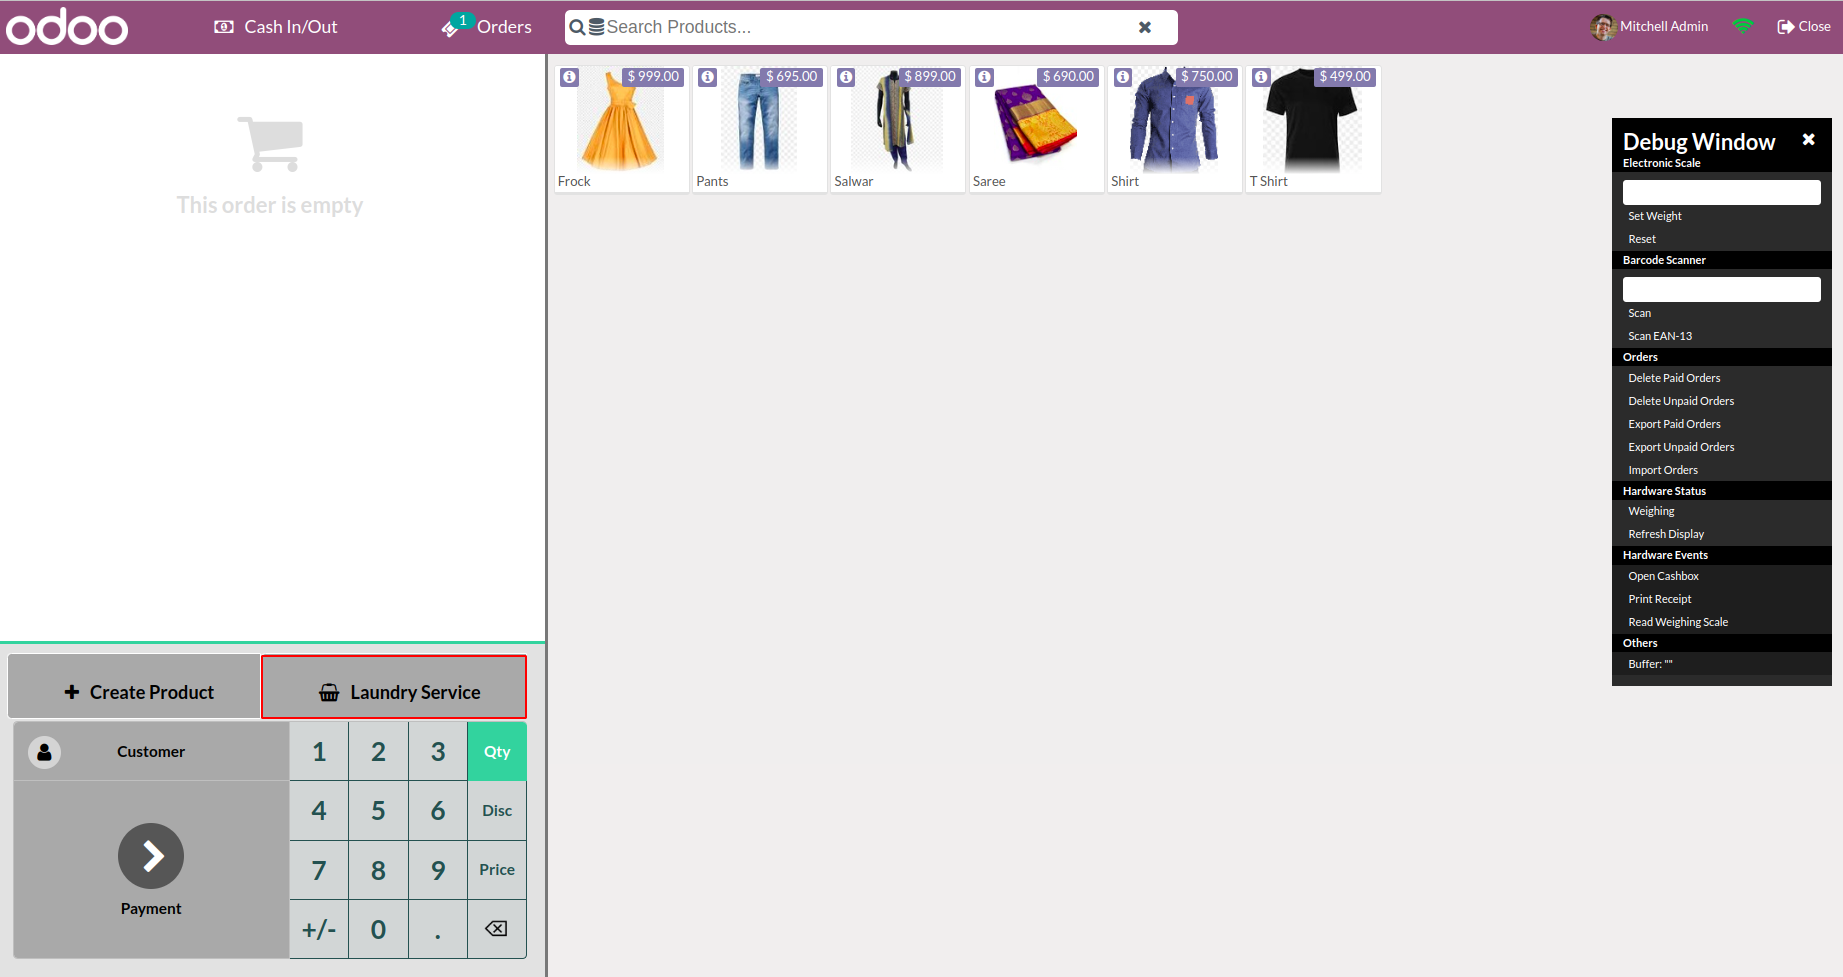 odoo
Cash In/Out
1
Orders
Search Products...
Mitchell Admin
Close
This order is empty
$ 999.00
Frock
$ 695.00
Pants
$ 899.00
Salwar
$ 690.00
Saree
$ 750.00
Shirt
$ 499.00
T Shirt
Debug Window
Electronic Scale
Set Weight
Reset
Barcode Scanner
Scan
Scan EAN-13
Orders
Delete Paid Orders
Delete Unpaid Orders
Export Paid Orders
Export Unpaid Orders
Import Orders
Hardware Status
Weighing
Refresh Display
Hardware Events
Open Cashbox
Print Receipt
Read Weighing Scale
Others
Buffer: ""
Create Product
Laundry Service
Customer
Payment
1 2 3 Qty
4 5 6 Disc
7 8 9 Price
+/- 0 .